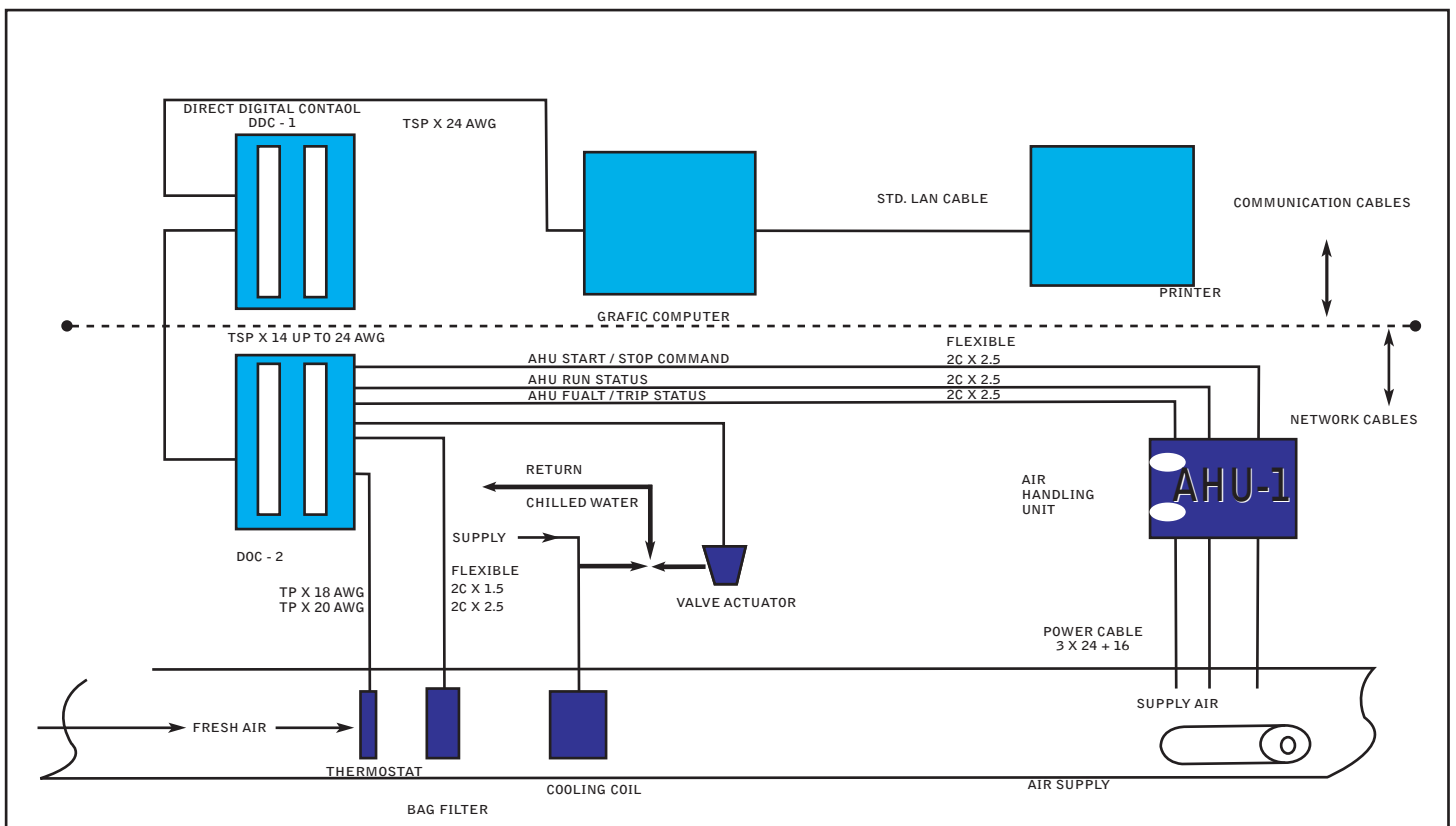 DIRECT DIGITAL CONTAOL
DDC - 1
TSP X 24 AWG
STD. LAN CABLE
COMMUNICATION CABLES
PRINTER
GRAFIC COMPUTER
TSP X 14 UP TO 24 AWG
FLEXIBLE
AHU START / STOP COMMAND
2C X 2.5
AHU RUN STATUS
2C X 2.5
AHU FUALT / TRIP STATUS
2C X 2.5
NETWORK CABLES
RETURN
CHILLED WATER
AIR
HANDLING
UNIT
AHU-1
SUPPLY
DOC - 2
FLEXIBLE
2C X 1.5
2C X 2.5
TP X 18 AWG
TP X 20 AWG
VALVE ACTUATOR
POWER CABLE
3 X 24 + 16
SUPPLY AIR
FRESH AIR
THERMOSTAT
COOLING COIL
AIR SUPPLY
BAG FILTER